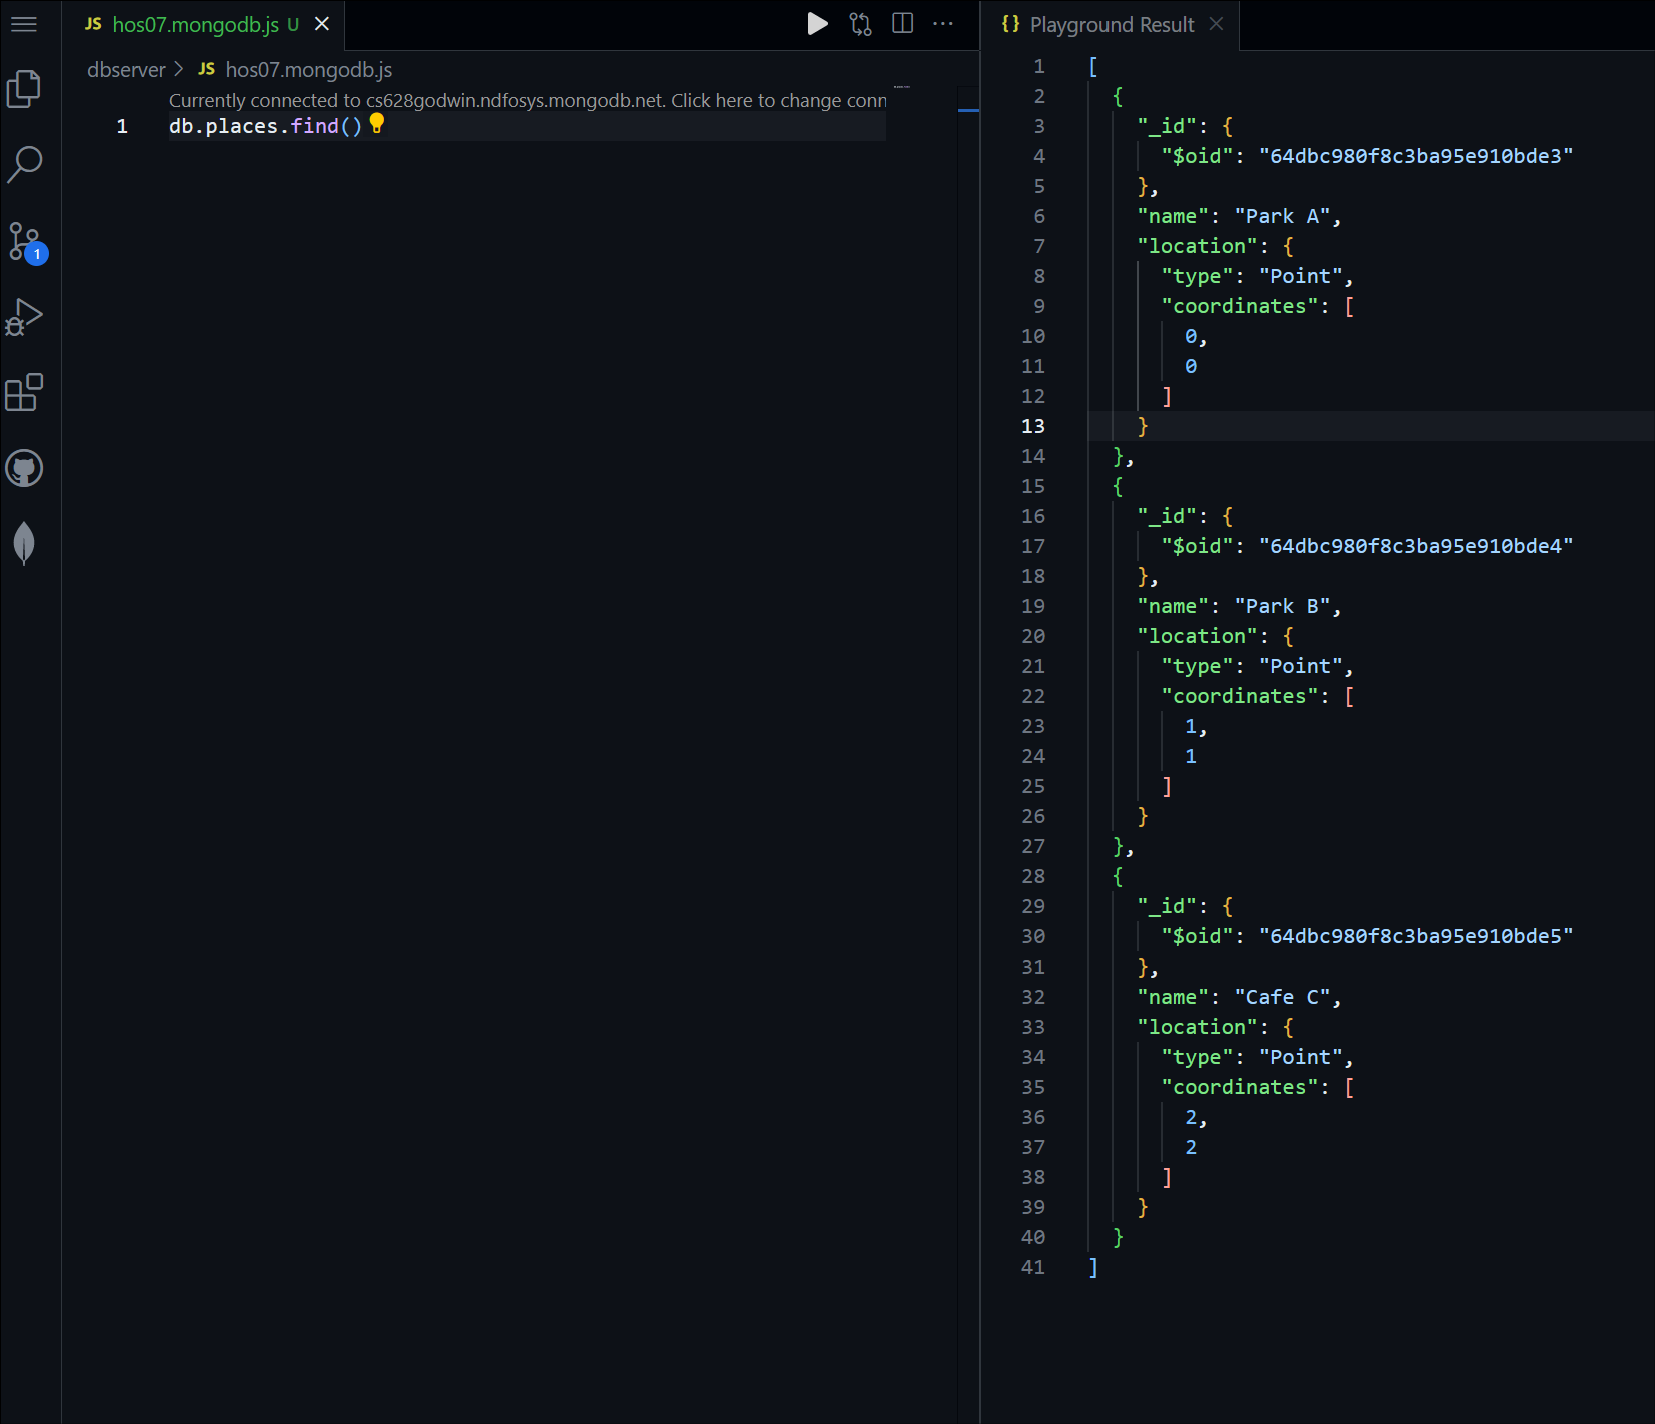 JS hos07.mongodb.js U
dbserver > JS hos07.mongodb.js
Currently connected to cs628godwin.ndfosys.mongodb.net. Click here to change conn
1 db.places.find()
1
{} Playground Result
1 [
2 {
3 "_id": {
4 "$oid": "64dbc980f8c3ba95e910bde3"
5 },
6 "name": "Park A",
7 "location": {
8 "type": "Point",
9 "coordinates": [
10 0,
11 0
12 ]
13 }
14 },
15 {
16 "_id": {
17 "$oid": "64dbc980f8c3ba95e910bde4"
18 },
19 "name": "Park B",
20 "location": {
21 "type": "Point",
22 "coordinates": [
23 1,
24 1
25 ]
26 }
27 },
28 {
29 "_id": {
30 "$oid": "64dbc980f8c3ba95e910bde5"
31 },
32 "name": "Cafe C",
33 "location": {
34 "type": "Point",
35 "coordinates": [
36 2,
37 2
38 ]
39 }
40 }
41 ]